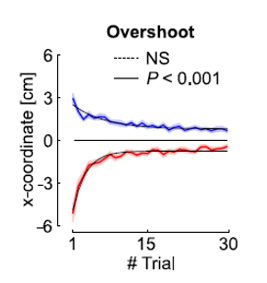 Overshoot
NS
P < 0.001
x-coordinate [cm]
6
3
0
-3
-6
1 15 30
# Trial